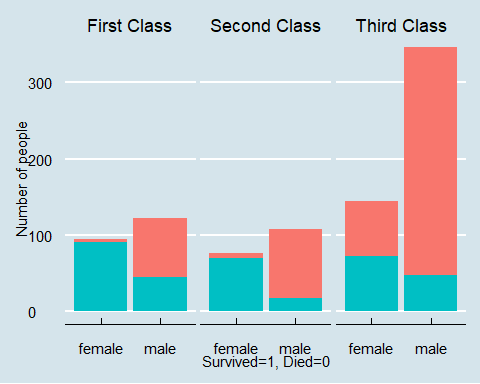 First Class Second Class Third Class
Number of people
300
200
100
0
female male female male female male
Survived=1, Died=0